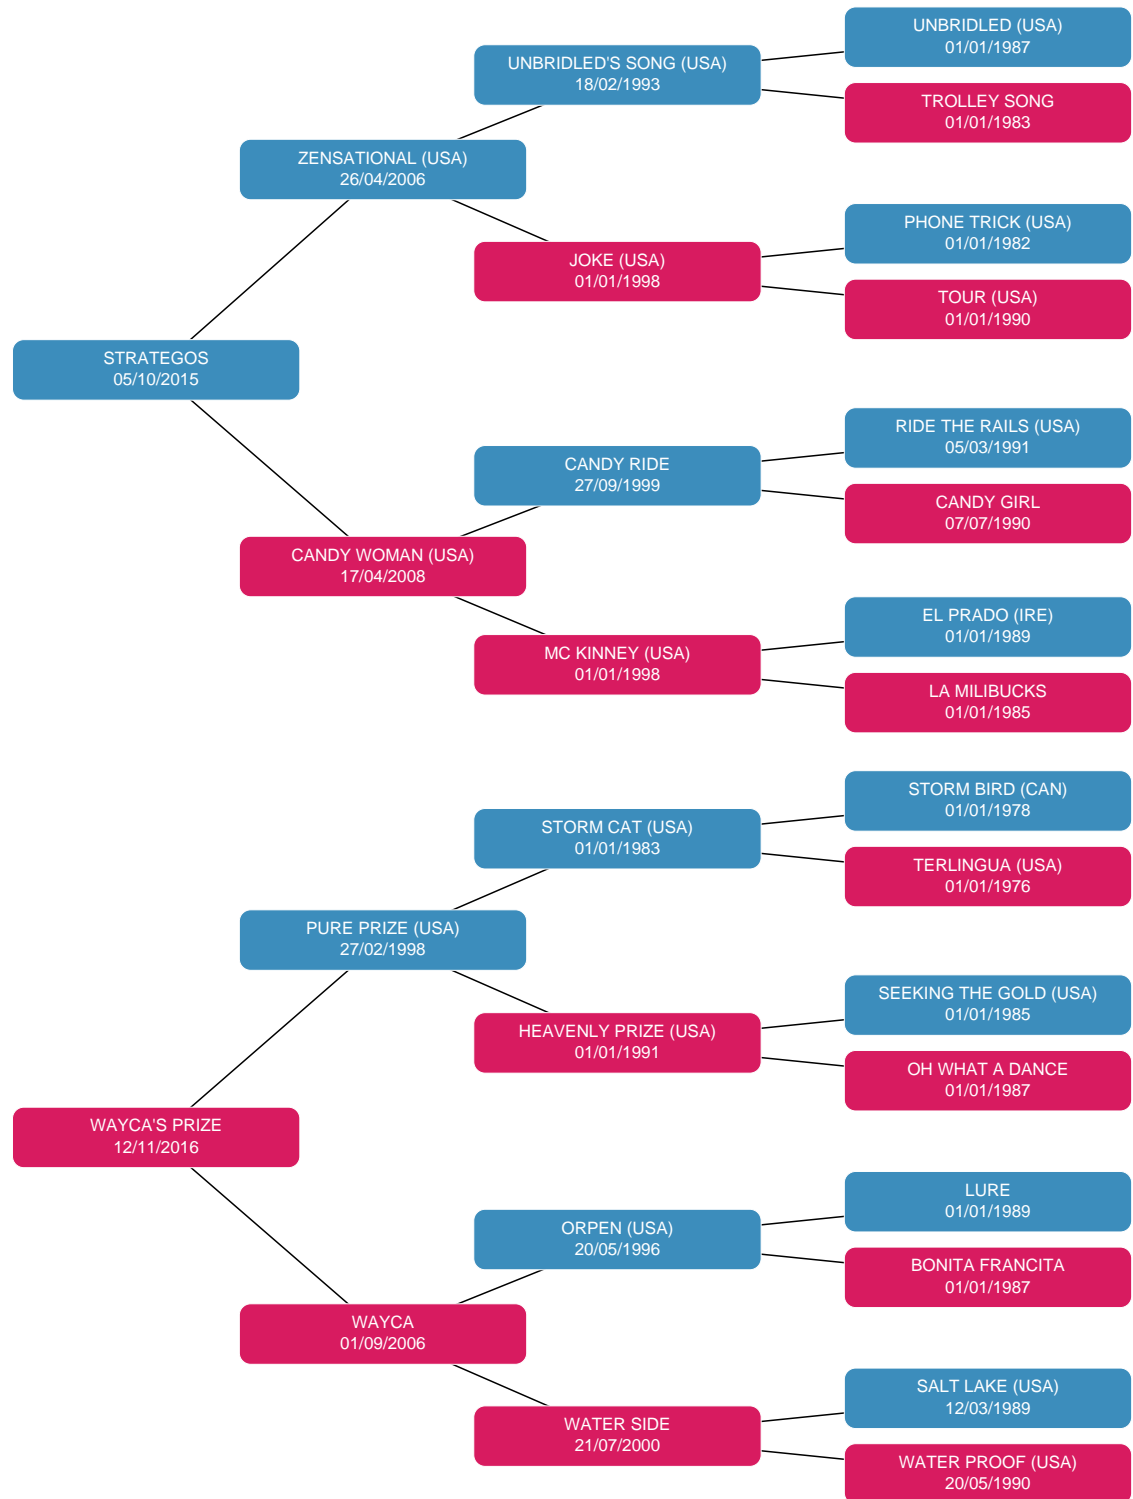 UNBRIDLED (USA)
01/01/1987
UNBRIDLED'S SONG (USA)
18/02/1993
TROLLEY SONG
01/01/1983
ZENSATIONAL (USA)
26/04/2006
PHONE TRICK (USA)
01/01/1982
JOKE (USA)
01/01/1998
TOUR (USA)
01/01/1990
STRATEGOS
05/10/2015
RIDE THE RAILS (USA)
05/03/1991
CANDY RIDE
27/09/1999
CANDY GIRL
07/07/1990
CANDY WOMAN (USA)
17/04/2008
EL PRADO (IRE)
01/01/1989
MC KINNEY (USA)
01/01/1998
LA MILIBUCKS
01/01/1985
STORM BIRD (CAN)
01/01/1978
STORM CAT (USA)
01/01/1983
TERLINGUA (USA)
01/01/1976
PURE PRIZE (USA)
27/02/1998
SEEKING THE GOLD (USA)
01/01/1985
HEAVENLY PRIZE (USA)
01/01/1991
OH WHAT A DANCE
01/01/1987
WAYCA'S PRIZE
12/11/2016
LURE
01/01/1989
ORPEN (USA)
20/05/1996
BONITA FRANCITA
01/01/1987
WAYCA
01/09/2006
SALT LAKE (USA)
12/03/1989
WATER SIDE
21/07/2000
WATER PROOF (USA)
20/05/1990